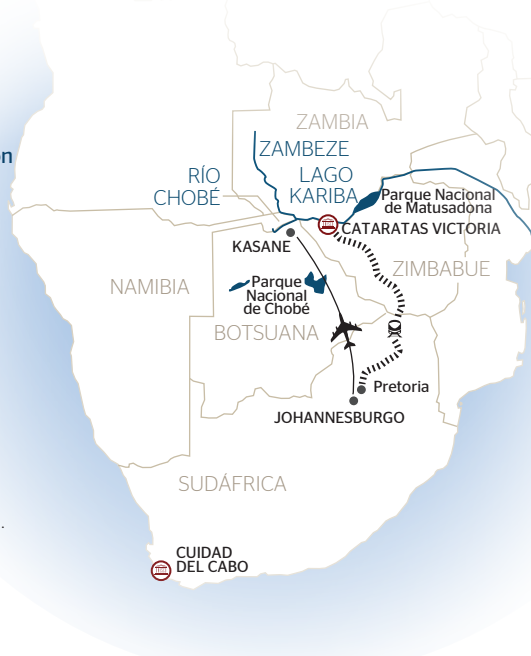 ZAMBIA
ón
ZAMBEZE
RÍO
CHOBÉ
LAGO
KARIBA
Parque Nacional
de Matusadona
CATARATAS VICTORIA
KASANE
ZIMBABUE
Parque
Nacional
de Chobé
NAMIBIA
BOTSUANA
Pretoria
JOHANNESBURGO
SUDÁFRICA
.
CUIDAD
DEL CABO